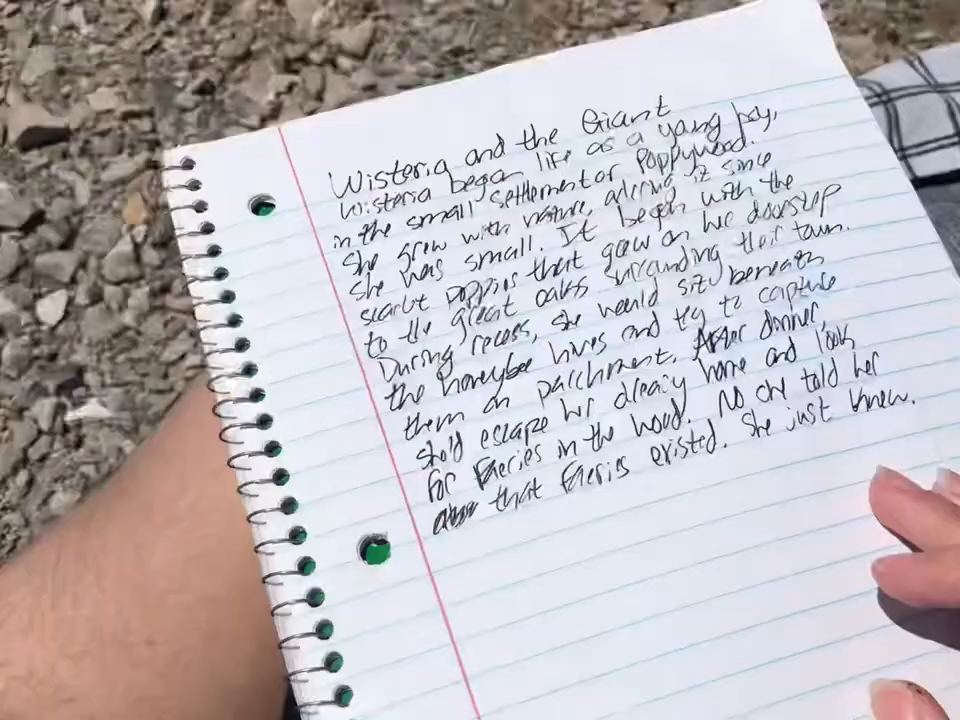 Wisteria and the Giant
Wisteria began life as a yang pay,
in the small settlement of Poppywood.
She grew with nature, adoring it since
she was small. It began with the
scarlet poppies that grew on her doorstep
to the great oaks surrounding their town.
During recess, she would sit beneath
the honeybee hives and try to capture
them on parchment. After dinner,
she'd escape her dreary home and look
for Faeries in the wood. No one told her
that faeries existed. She just knew.